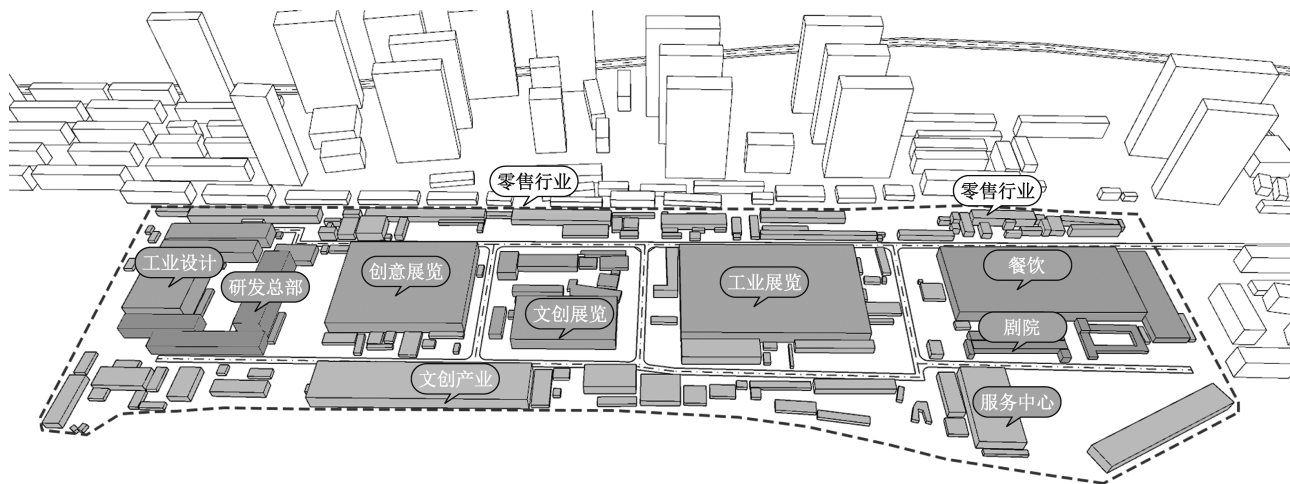 零售行业
零售行业
工业设计
创意展览
工业展览
餐饮
研发总部
文创展览
剧院
文创产业
服务中心